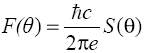 F(θ) = ħc / 2πe S(θ)